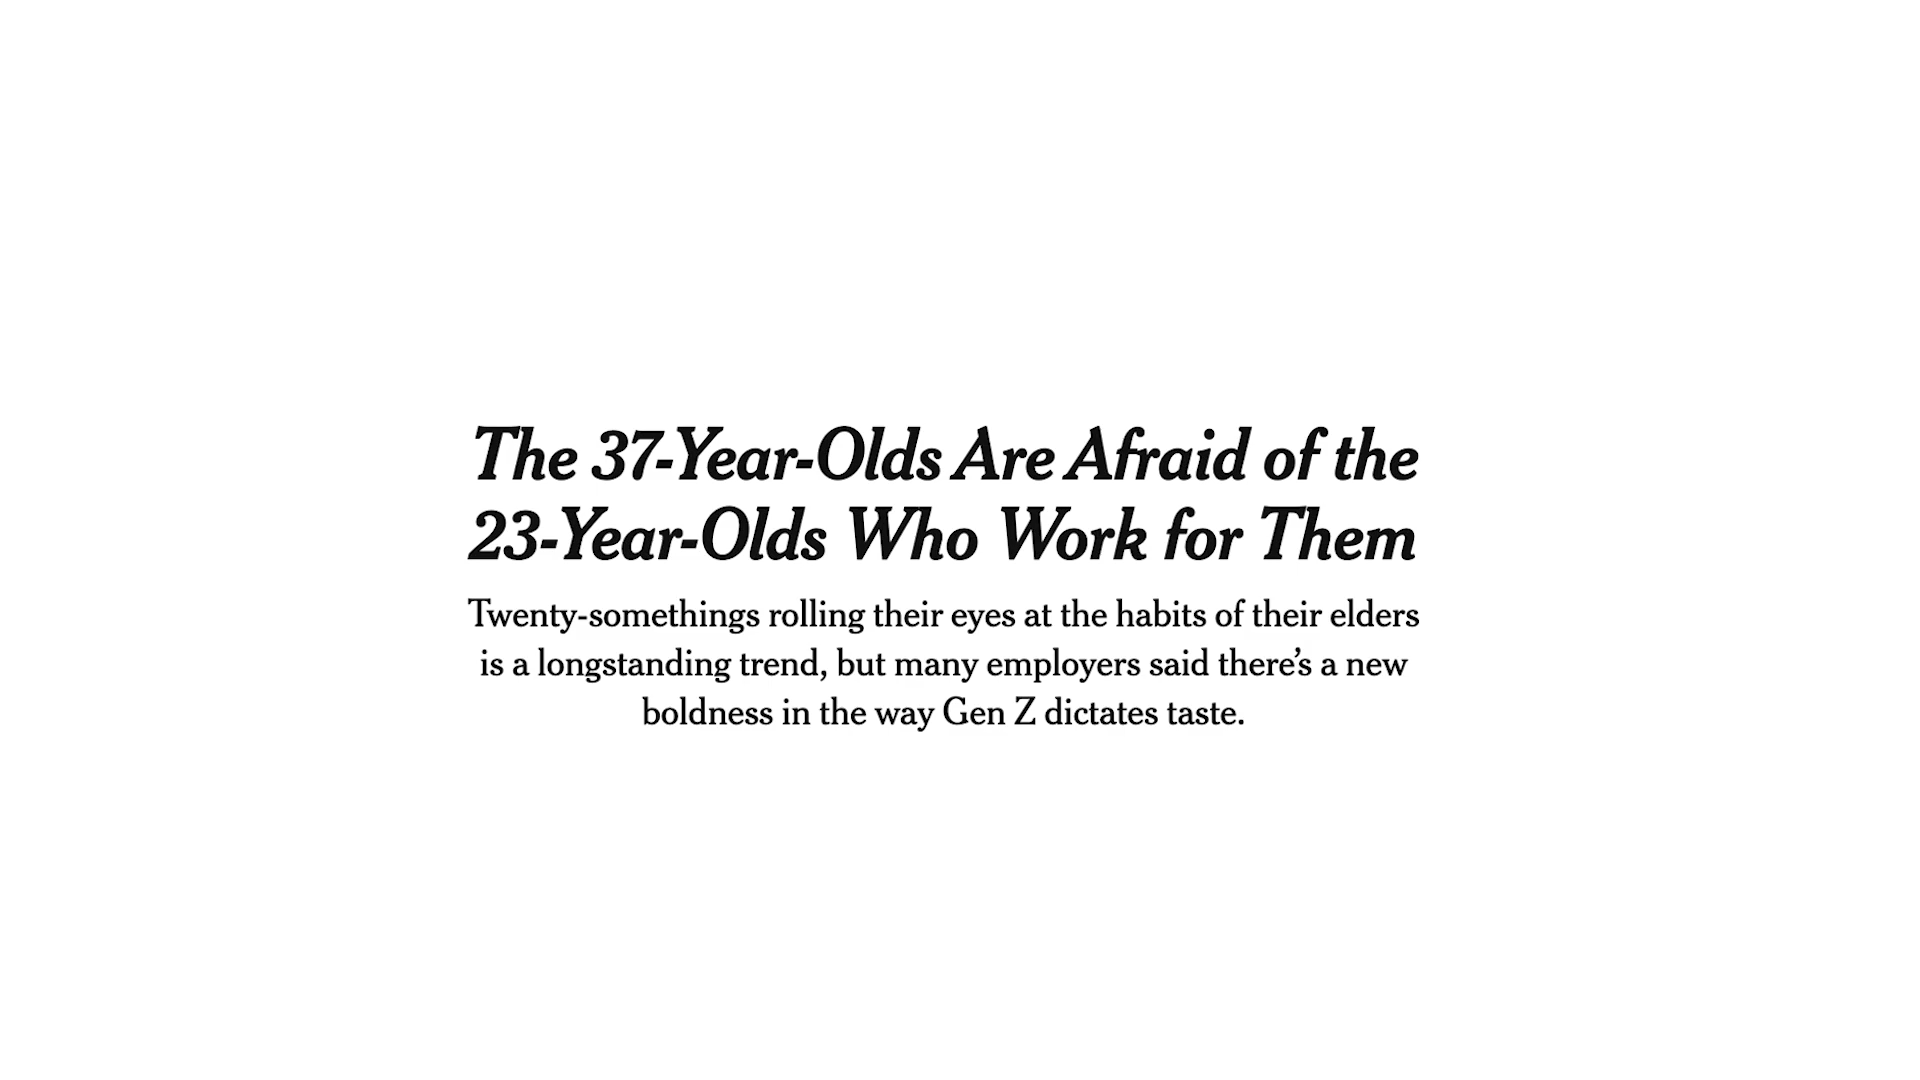 The 37-Year-Olds Are Afraid of the
23-Year-Olds Who Work for Them
Twenty-somethings rolling their eyes at the habits of their elders
is a longstanding trend, but many employers said there’s a new
boldness in the way Gen Z dictates taste.